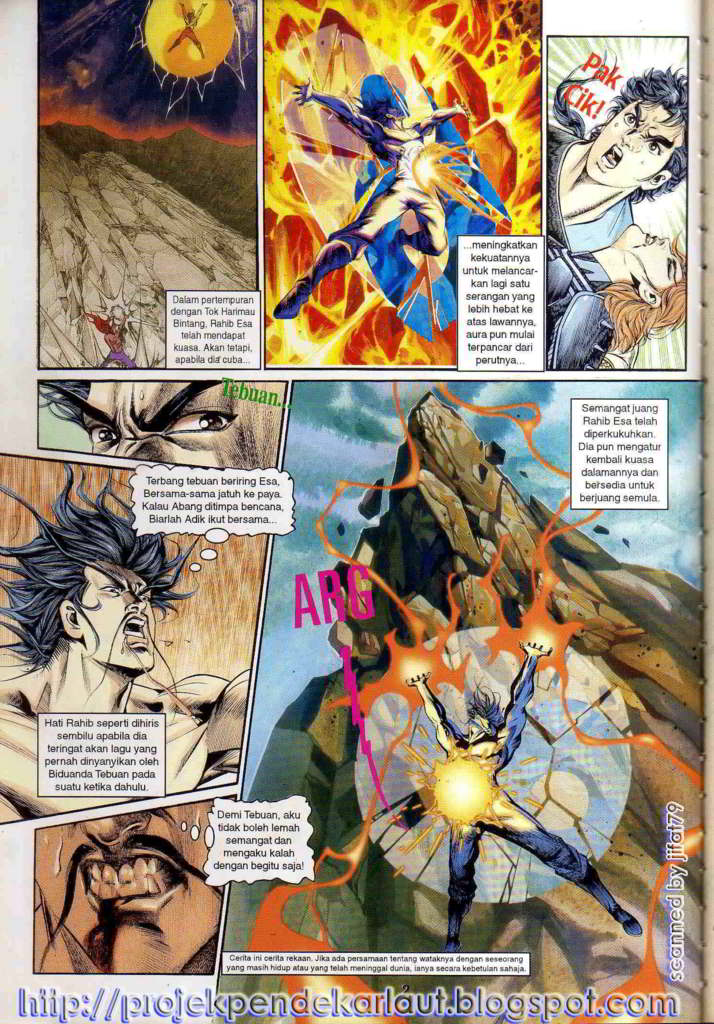 Dalam pertempuran
dengan Tok Harimau
Bintang, Rahib Esa
telah mendapat
kuasa. Akan tetapi,
apabila dia cuba...
...meningkatkan
kekuatannya
untuk melancar-
kan lagi satu
serangan yang
lebih hebat ke
atas lawannya,
aura pun mulai
terpancar dari
perutnya...
Pak
Cik!
Tebuan...
Terbang tebuan beriring Esa,
Bersama-sama jatuh ke paya.
Kalau Abang ditimpa bencana,
Biarlah Adik ikut bersama...
Hati Rahib seperti dihiris
sembilu apabila dia
teringat akan lagu yang
pernah dinyanyikan oleh
Biduanda Tebuan pada
suatu ketika dahulu.
Demi Tebuan, aku
tidak boleh lemah
semangat dan
mengaku kalah
dengan begitu saja!
Semangat juang
Rahib Esa telah
diperkukuhkan.
Dia pun mengatur
kembali kuasa
dalamannya dan
bersedia untuk
berjuang semula.
ARG
Cerita ini cerita rekaan. Jika ada persamaan tentang wataknya dengan seseorang
yang masih hidup atau yang telah meninggal dunia, ianya secara kebetulan sahaja.
scanned by jifat79
http://projekpendekarlaut.blogspot.com